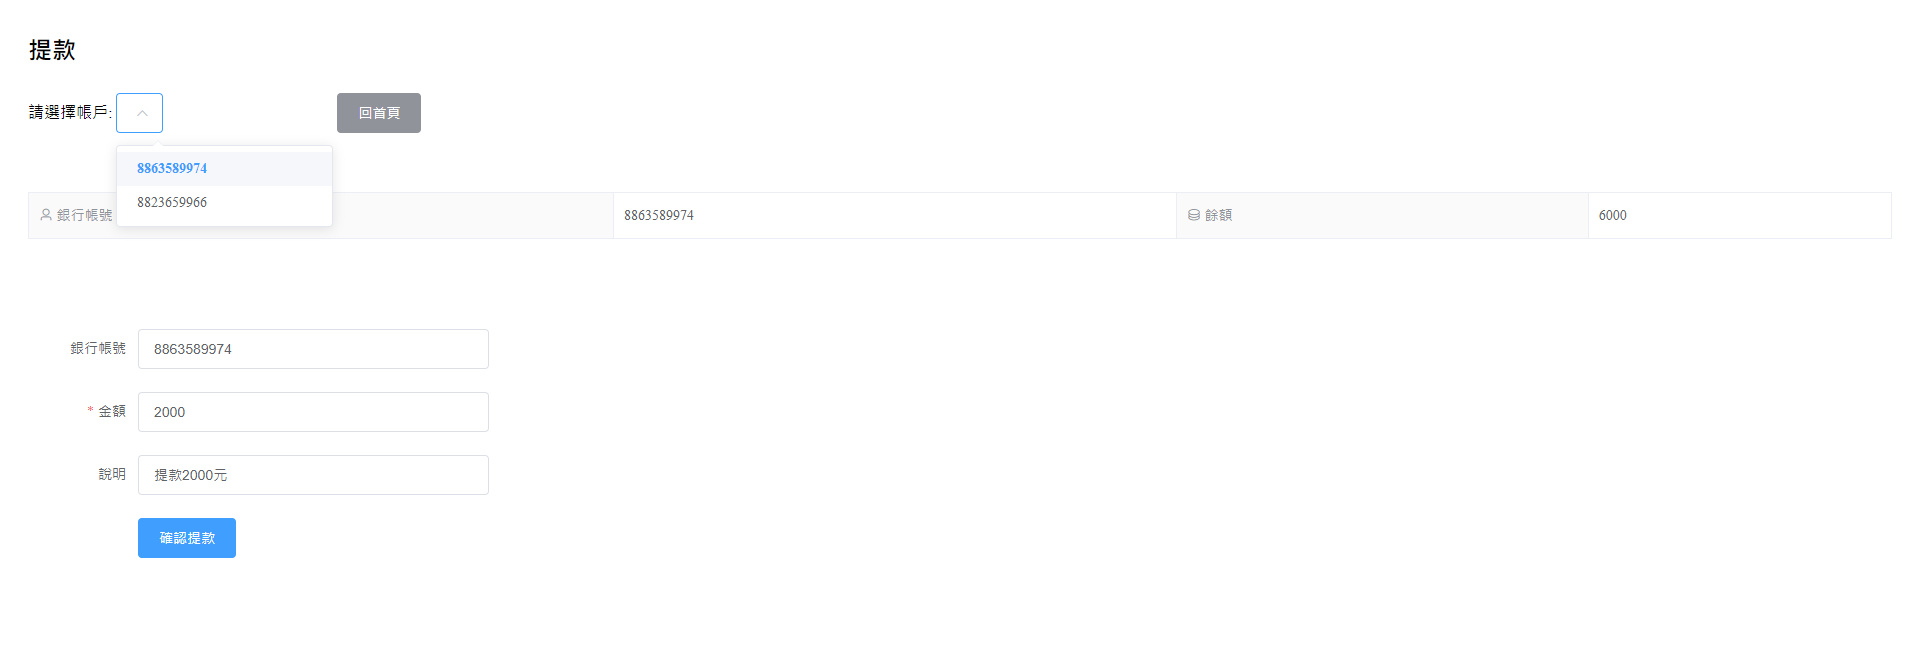 提款
請選擇帳戶:
回首頁
8863589974
8823659966
銀行帳號 8863589974 餘額 6000
銀行帳號 8863589974
* 金額 2000
說明 提款2000元
確認提款